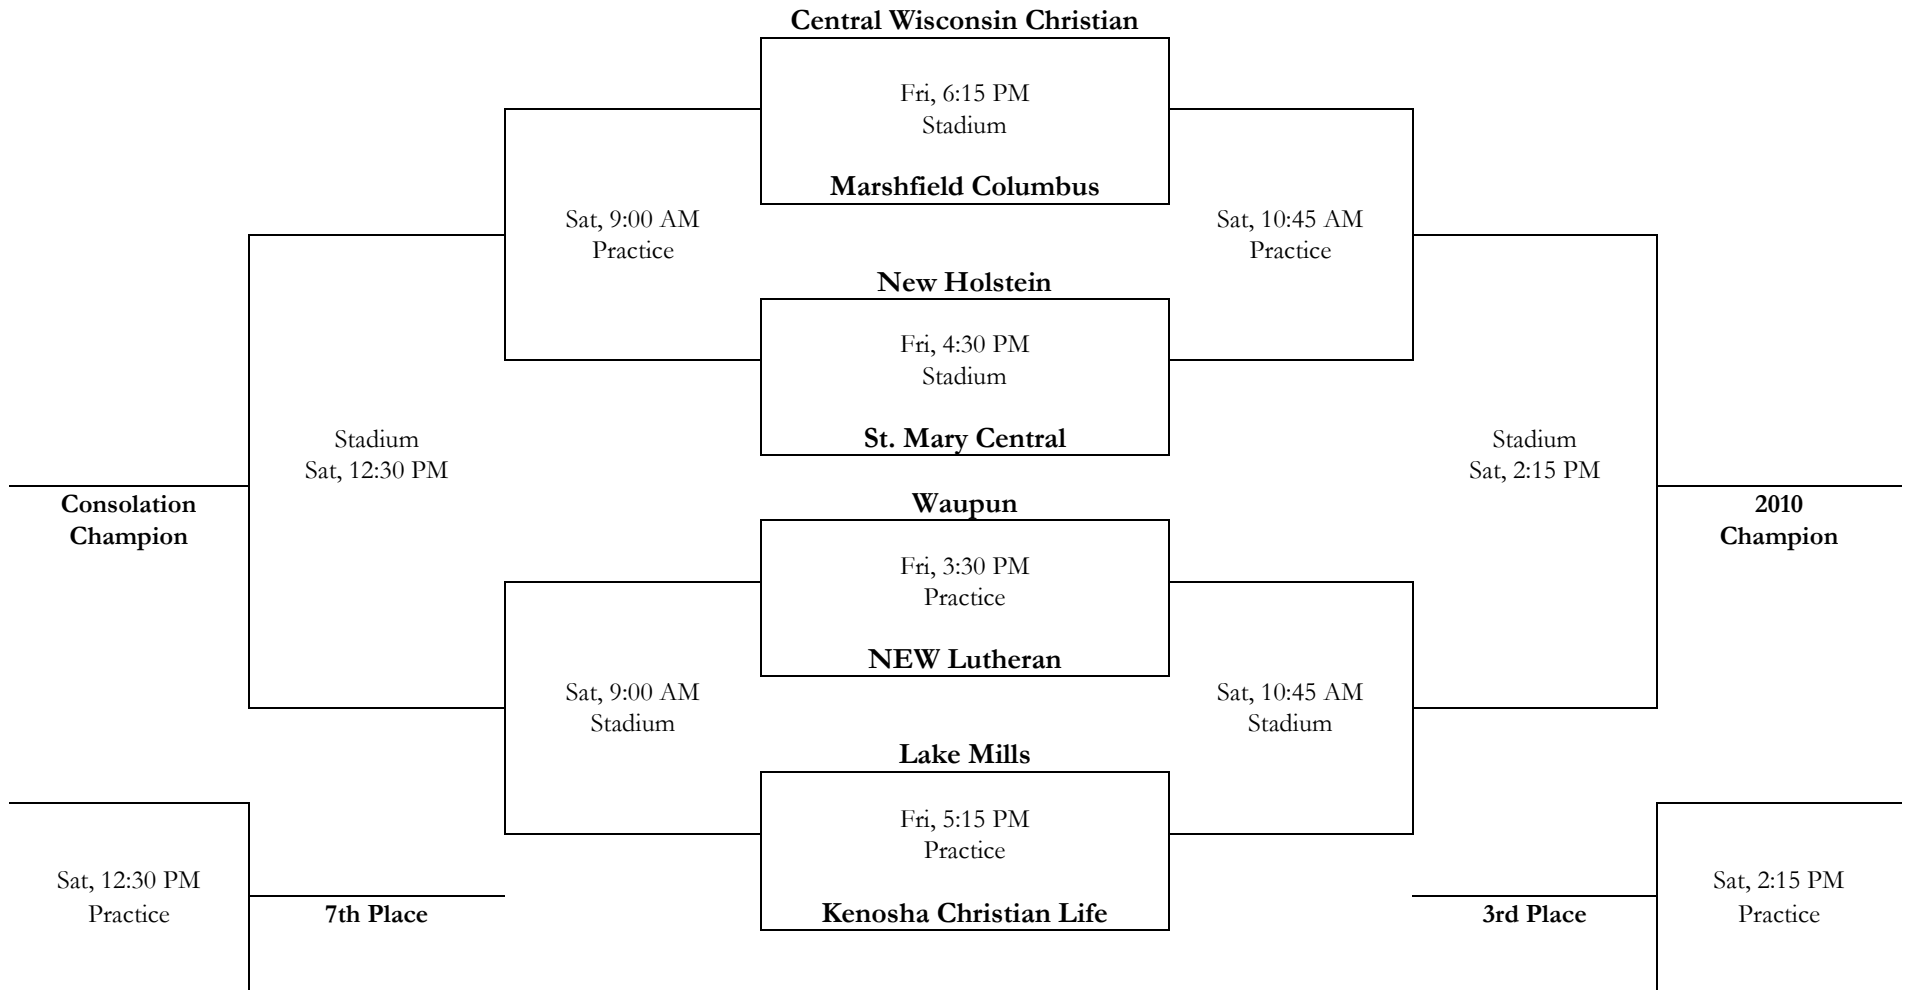 Central Wisconsin Christian
Fri, 6:15 PM
Stadium
Marshfield Columbus
Sat, 9:00 AM
Practice
Sat, 10:45 AM
Practice
New Holstein
Fri, 4:30 PM
Stadium
St. Mary Central
Stadium
Sat, 12:30 PM
Stadium
Sat, 2:15 PM
Consolation
Champion
Waupun
2010
Champion
Fri, 3:30 PM
Practice
NEW Lutheran
Sat, 9:00 AM
Stadium
Sat, 10:45 AM
Stadium
Lake Mills
Fri, 5:15 PM
Practice
Kenosha Christian Life
Sat, 12:30 PM
Practice
7th Place
3rd Place
Sat, 2:15 PM
Practice